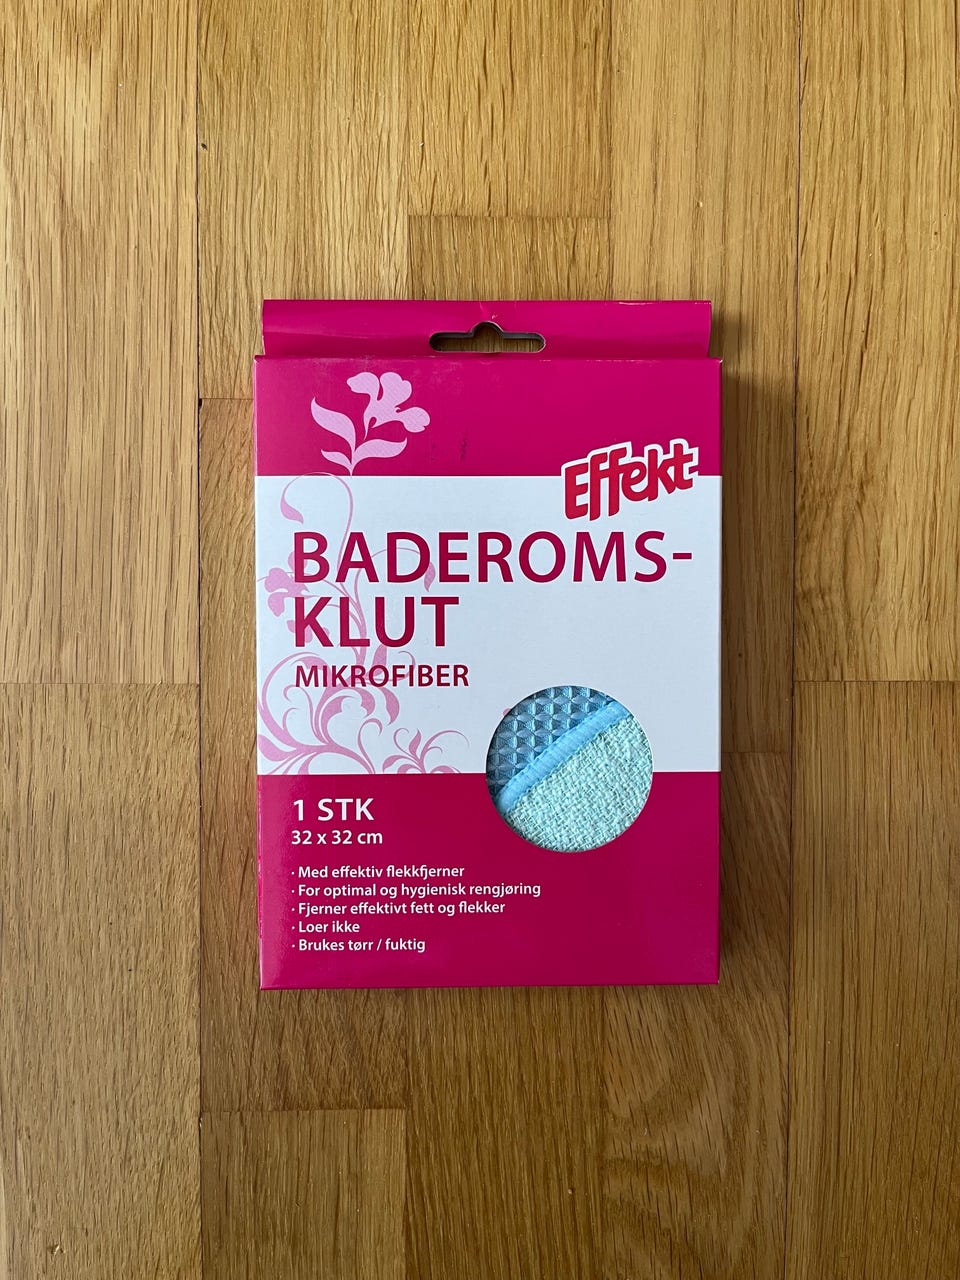 Effekt
BADEROMS-
KLUT
MIKROFIBER
1 STK
32 x 32 cm
· Med effektiv flekkfjerner
· For optimal og hygienisk rengjøring
· Fjerner effektivt fett og flekker
· Loer ikke
· Brukes tørr / fuktig